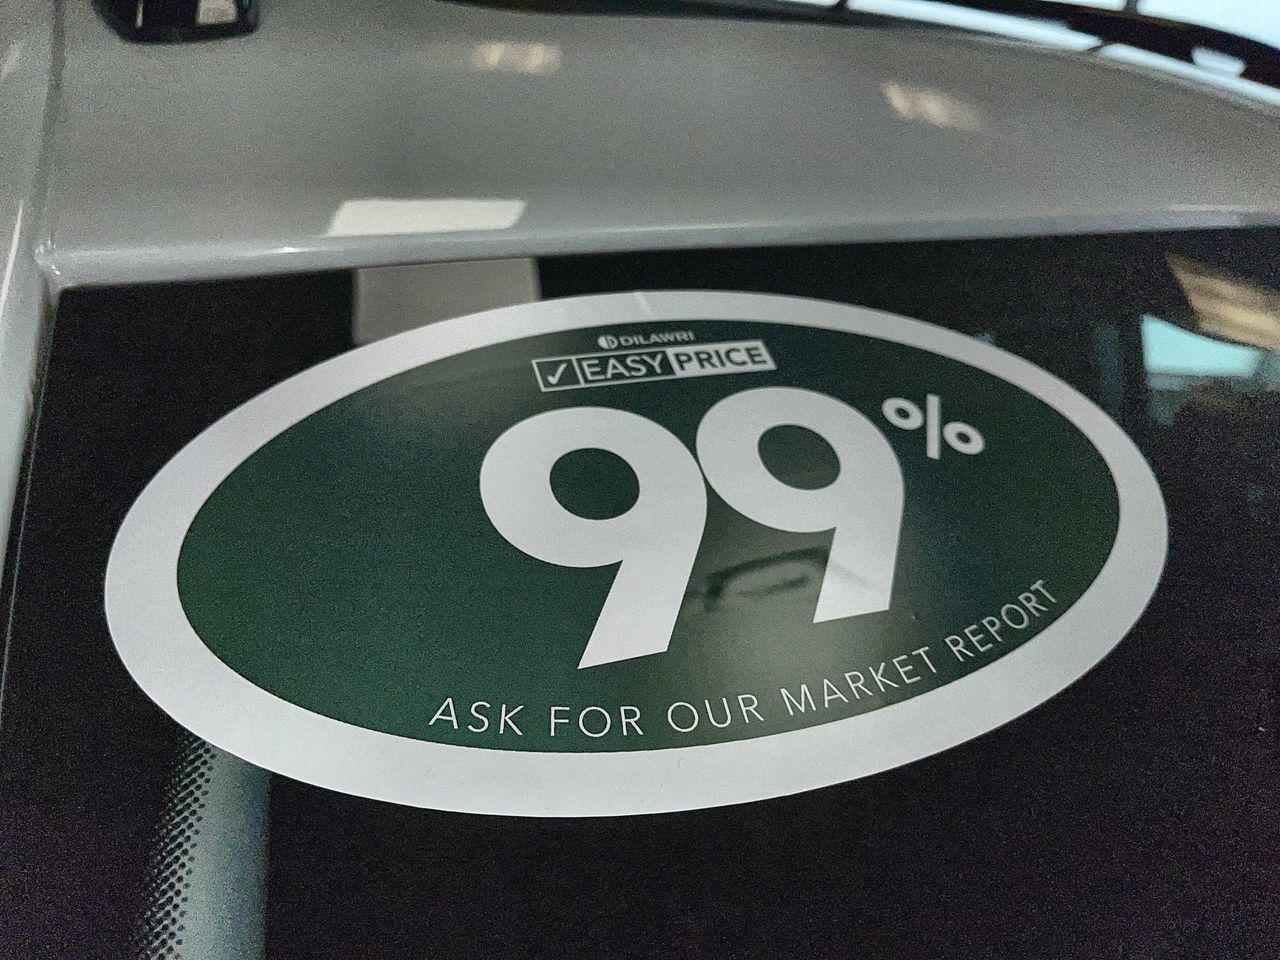 DILAWRI
✓ EASY PRICE
99%
ASK FOR OUR MARKET REPORT